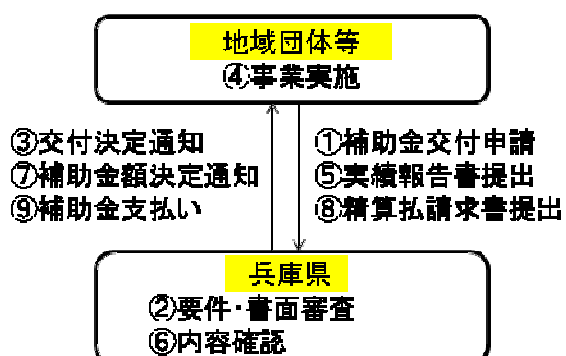 地域団体等
④事業実施
③交付決定通知
⑦補助金額決定通知
⑨補助金支払い
①補助金交付申請
⑤実績報告書提出
⑧精算払請求書提出
兵庫県
②要件・書面審査
⑥内容確認